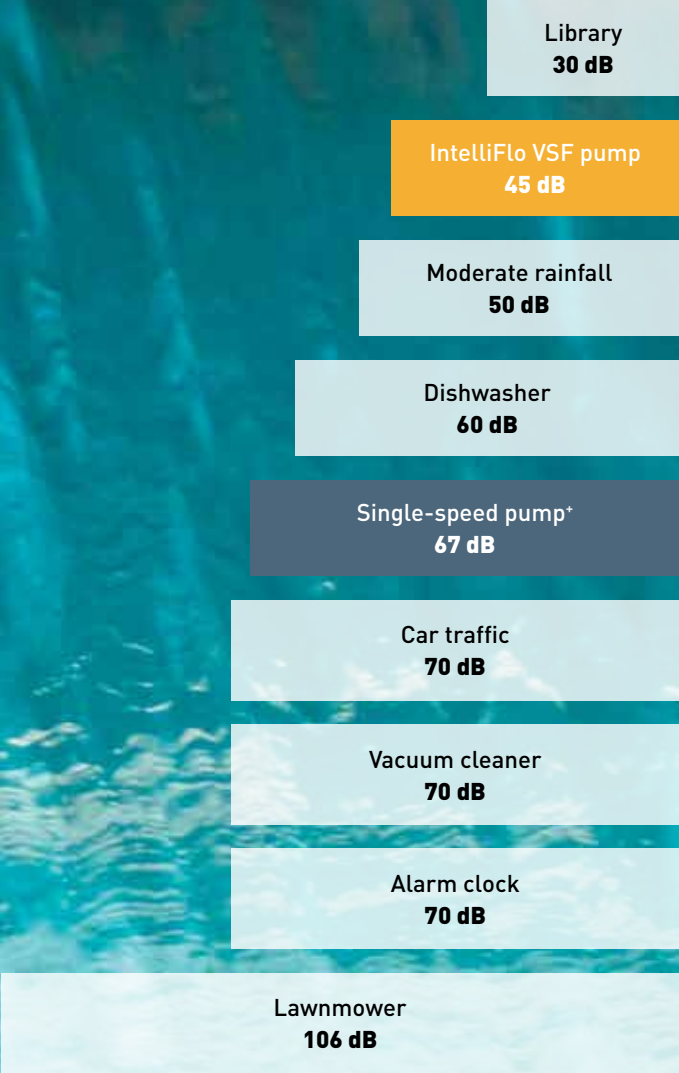 Library
30 dB
IntelliFlo VSF pump
45 dB
Moderate rainfall
50 dB
Dishwasher
60 dB
Single-speed pump⁺
67 dB
Car traffic
70 dB
Vacuum cleaner
70 dB
Alarm clock
70 dB
Lawnmower
106 dB